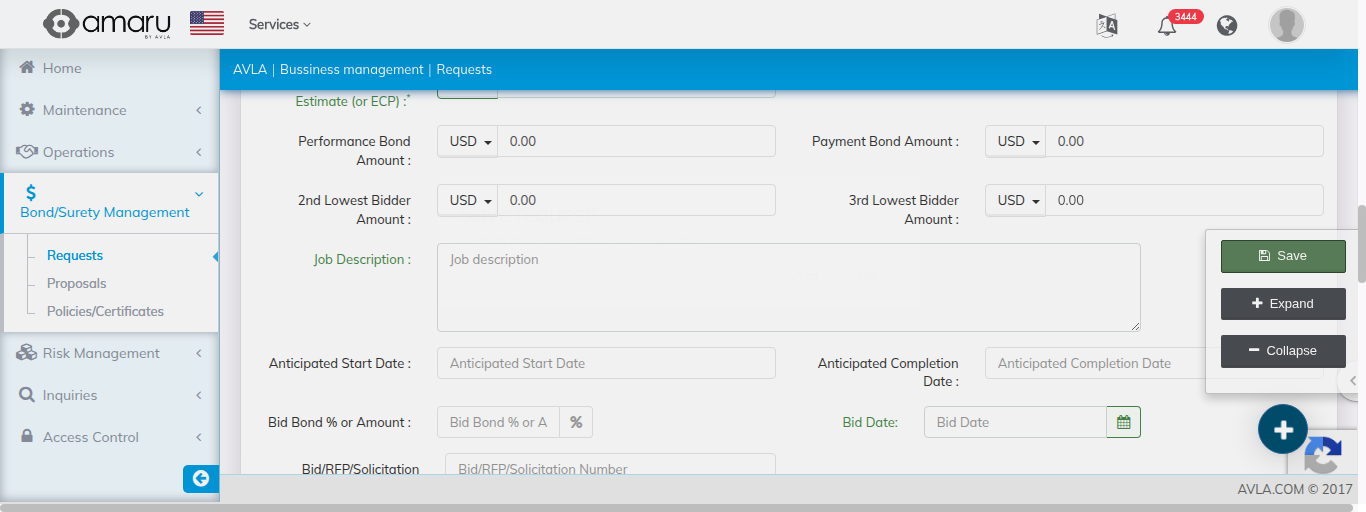 amaru
BY AVLA
Services
3444
Home
Maintenance
Operations
Bond/Surety Management
Requests
Proposals
Policies/Certificates
Risk Management
Inquiries
Access Control
AVLA | Bussiness management | Requests
Estimate (or ECP) :*
Performance Bond
Amount :
USD
0.00
Payment Bond Amount :
USD
0.00
2nd Lowest Bidder
Amount :
USD
0.00
3rd Lowest Bidder
Amount :
USD
0.00
Job Description :
Job description
Anticipated Start Date :
Anticipated Start Date
Anticipated Completion
Date :
Anticipated Completion Date
Bid Bond % or Amount :
Bid Bond % or A
%
Bid Date:
Bid Date
Bid/RFP/Solicitation
Bid/RFP/Solicitation Number
Save
Expand
Collapse
AVLA.COM © 2017